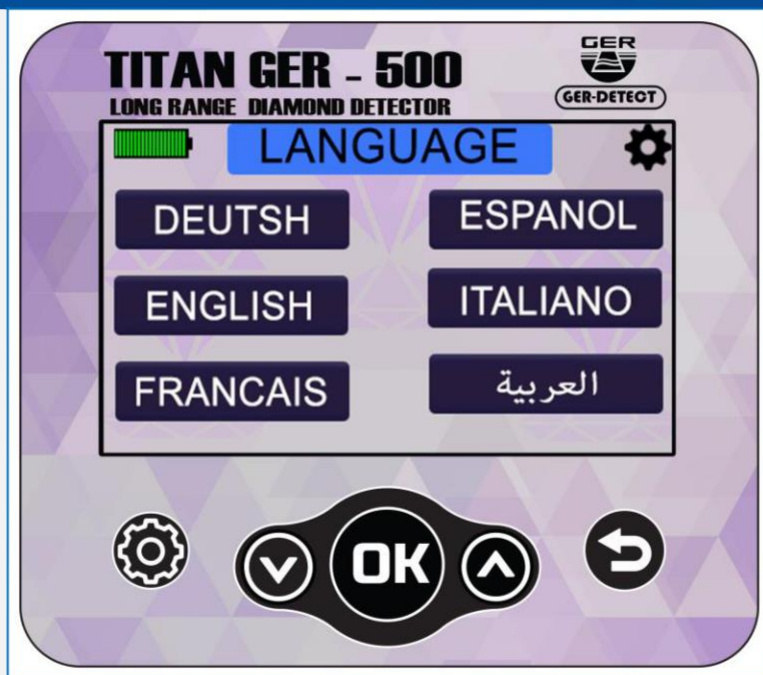 TITAN GER - 500
LONG RANGE DIAMOND DETECTOR
GER
GER-DETECT
LANGUAGE
DEUTSH
ESPANOL
ENGLISH
ITALIANO
FRANCAIS
العربية
OK